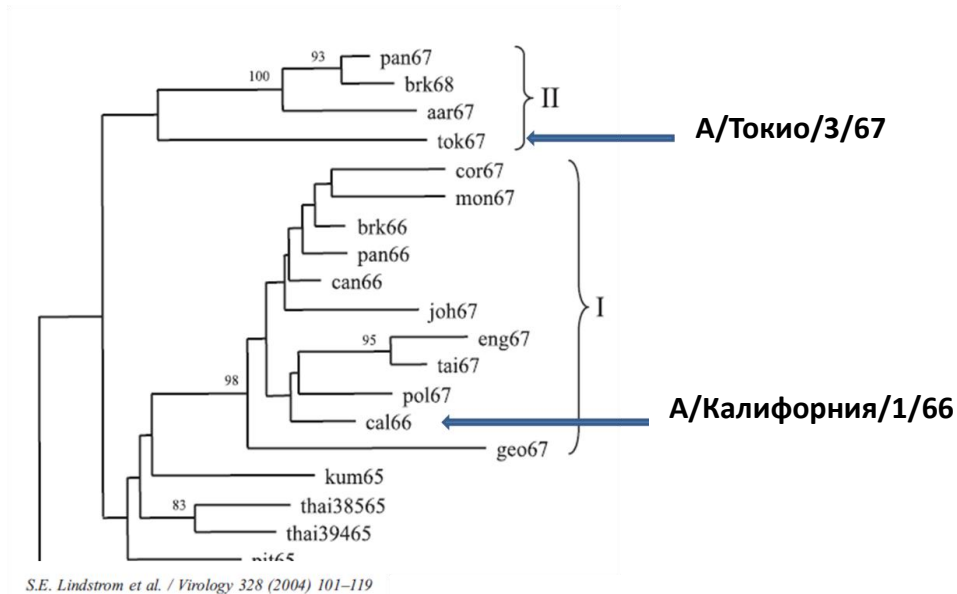 93
pan67
100
brk68
II
aar67
А/Токио/3/67
tok67
cor67
mon67
brk66
pan66
can66
I
joh67
95
eng67
tai67
98
pol67
А/Калифорния/1/66
cal66
geo67
kum65
83
thai38565
thai39465
pit65
S.E. Lindstrom et al. / Virology 328 (2004) 101–119